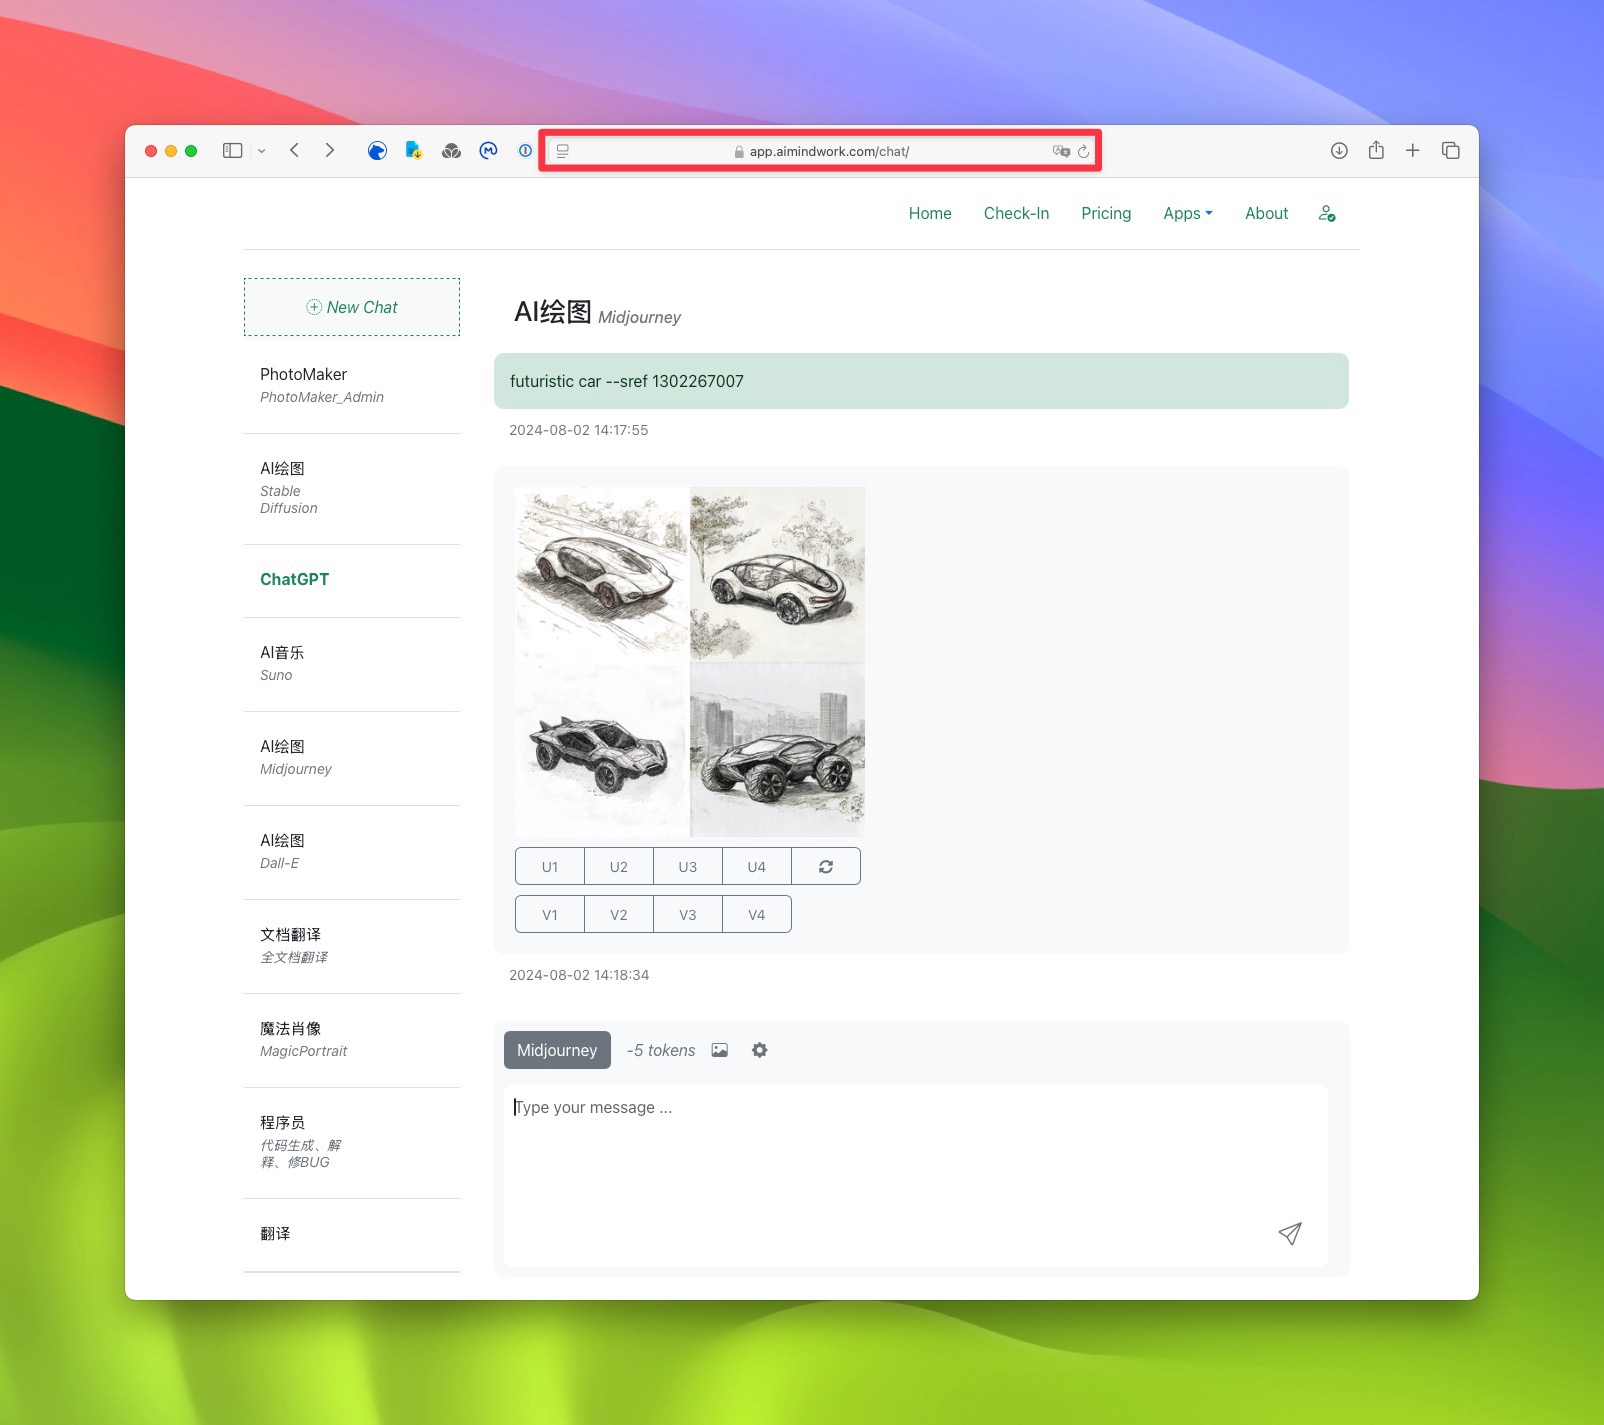 app.aimindwork.com/chat/
Home Check-In Pricing Apps About
New Chat
PhotoMaker
PhotoMaker_Admin
AI绘图
Stable
Diffusion
ChatGPT
AI音乐
Suno
AI绘图
Midjourney
AI绘图
Dall-E
文档翻译
全文档翻译
魔法肖像
MagicPortrait
程序员
代码生成、解
释、修BUG
翻译
AI绘图 Midjourney
futuristic car --sref 1302267007
2024-08-02 14:17:55
U1 U2 U3 U4
V1 V2 V3 V4
2024-08-02 14:18:34
Midjourney -5 tokens
Type your message ...